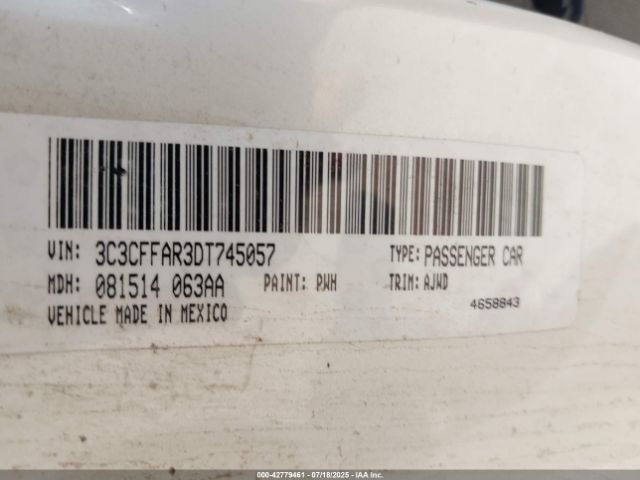 VIN: 3C3CFFAR3DT745057 TYPE: PASSENGER CAR
MDH: 081514 063AA PAINT: PWH TRIM: AJWD
4658843
VEHICLE MADE IN MEXICO
000-42779461 - 07/18/2025 - IAA Inc.